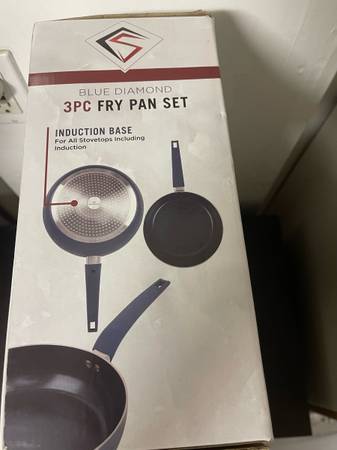 BLUE DIAMOND
3PC FRY PAN SET
INDUCTION BASE
For All Stovetops Including
Induction